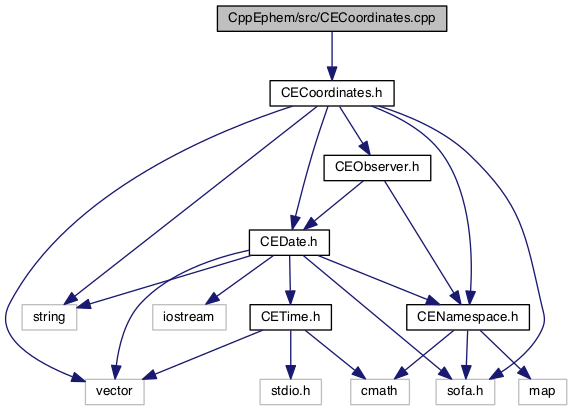 CppEphem/src/CECoordinates.cpp
CECoordinates.h
CEObserver.h
CEDate.h
string
iostream
CETime.h
CENamespace.h
vector
stdio.h
cmath
sofa.h
map